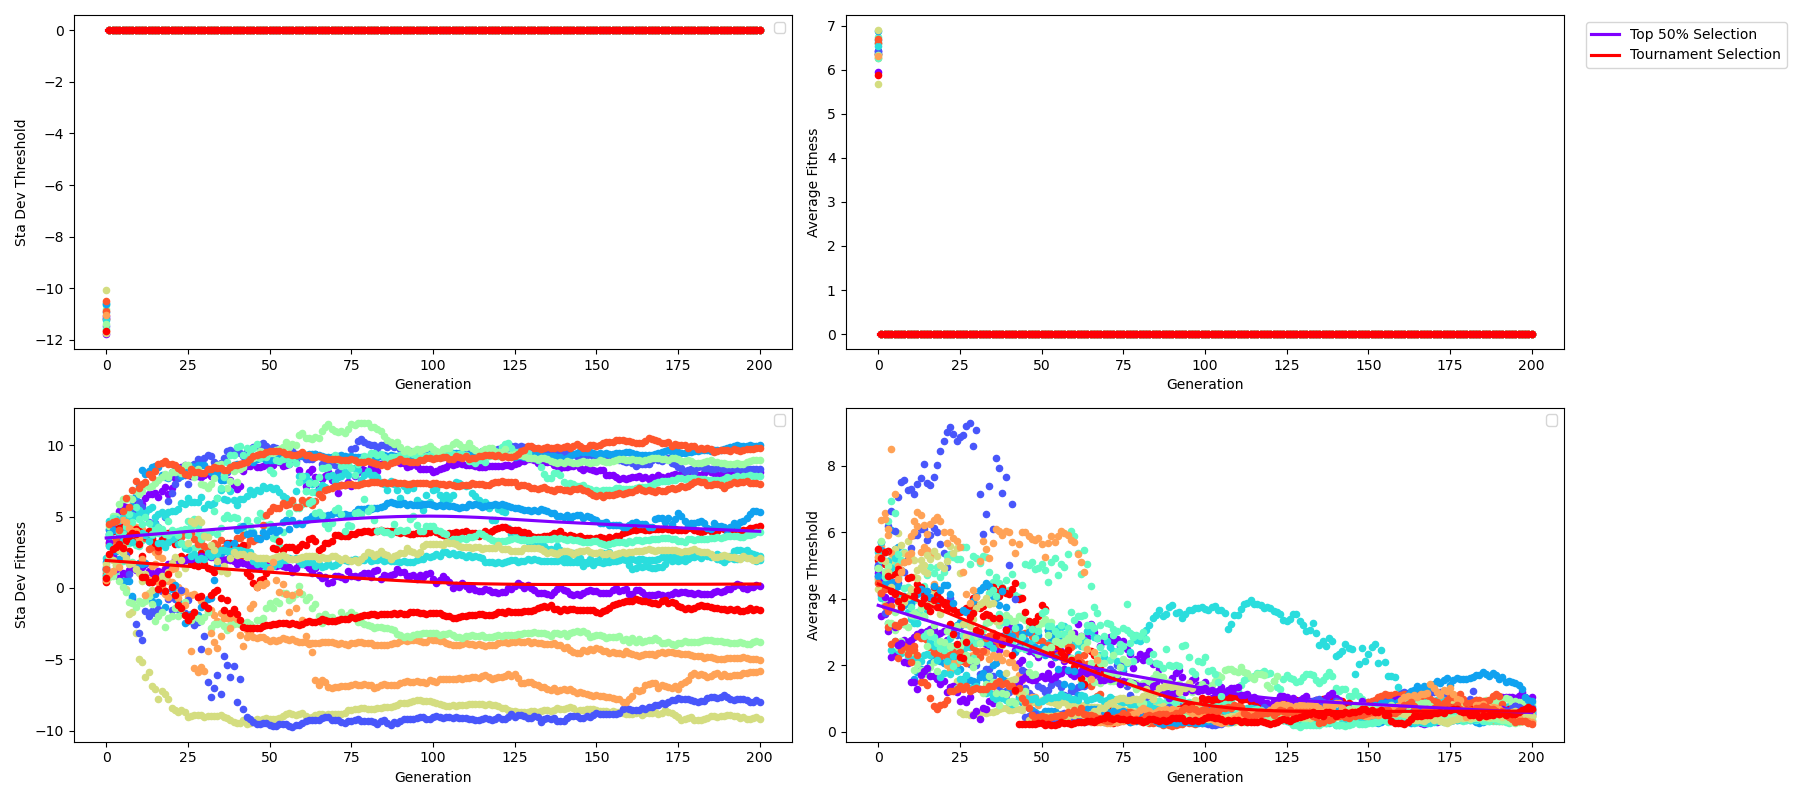 0
−2
−4
−6
−8
−10
−12
Sta Dev Threshold
0 25 50 75 100 125 150 175 200
Generation
7
6
5
4
3
2
1
0
Average Fitness
0 25 50 75 100 125 150 175 200
Generation
Top 50% Selection
Tournament Selection
10
5
0
−5
−10
Sta Dev Fitness
0 25 50 75 100 125 150 175 200
Generation
8
6
4
2
0
Average Threshold
0 25 50 75 100 125 150 175 200
Generation